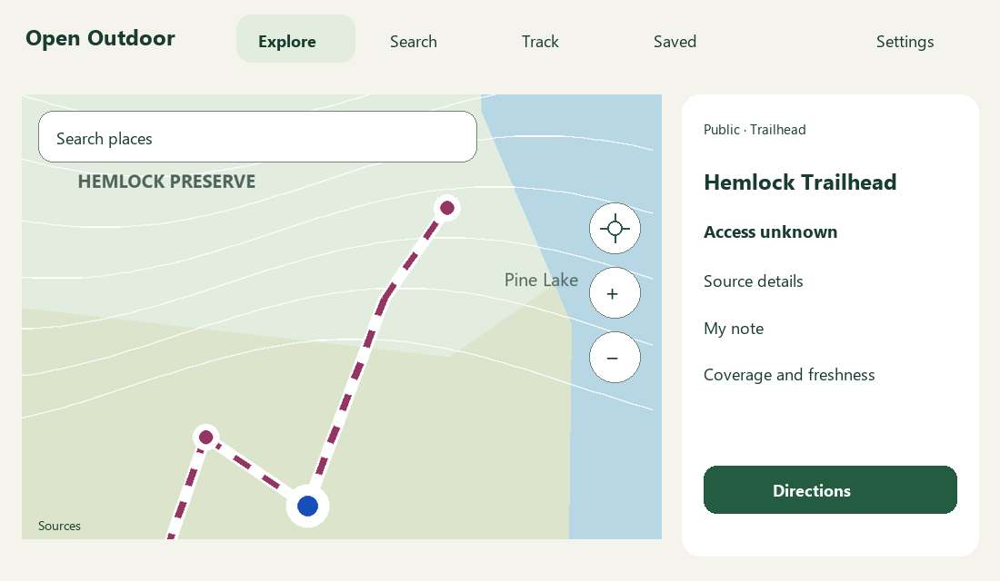 Open Outdoor
Explore
Search
Track
Saved
Settings
Search places
HEMLOCK PRESERVE
Pine Lake
+
−
Sources
Public · Trailhead
Hemlock Trailhead
Access unknown
Source details
My note
Coverage and freshness
Directions